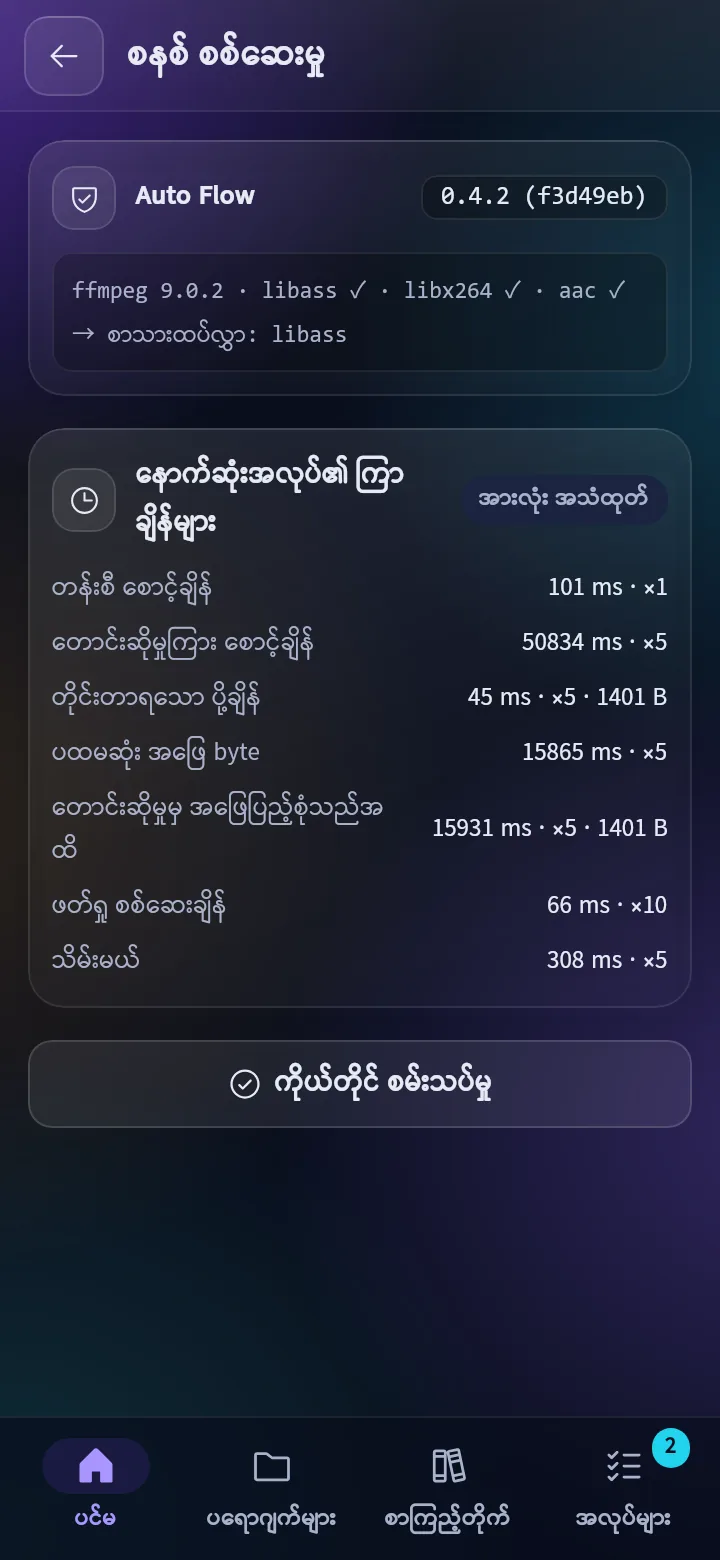 စနစ် စစ်ဆေးမှု
Auto Flow
0.4.2 (f3d49eb)
ffmpeg 9.0.2 · libass ✓ · libx264 ✓ · aac ✓
→ စာသားထပ်လွှာ: libass
နောက်ဆုံးအလုပ်၏ ကြာ
ချိန်များ
အားလုံး အသံထုတ်
တန်းစီ စောင့်ချိန်
101 ms · ×1
တောင်းဆိုမှုကြား စောင့်ချိန်
50834 ms · ×5
တိုင်းတာရသော ပို့ချိန်
45 ms · ×5 · 1401 B
ပထမဆုံး အဖြေ byte
15865 ms · ×5
တောင်းဆိုမှုမှ အဖြေပြည့်စုံသည်အ
ထိ
15931 ms · ×5 · 1401 B
ဖတ်ရှု စစ်ဆေးချိန်
66 ms · ×10
သိမ်းမယ်
308 ms · ×5
ကိုယ်တိုင် စမ်းသပ်မှု
2
ပင်မ
ပရောဂျက်များ
စာကြည့်တိုက်
အလုပ်များ